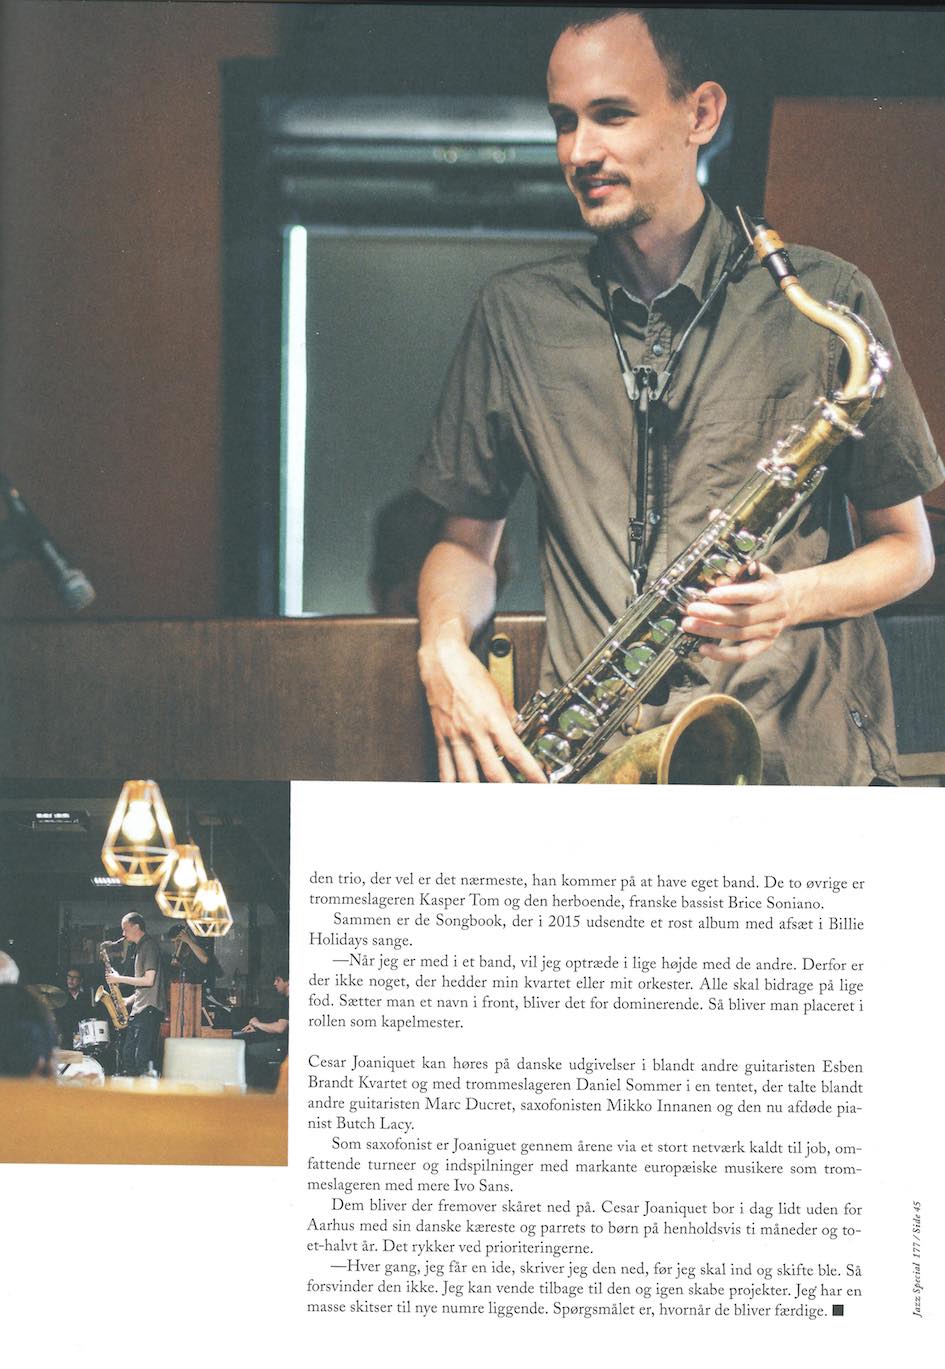 den trio, der vel er det nærmeste, han kommer på at have eget band. De to øvrige er
trommeslageren Kasper Tom og den herboende, franske bassist Brice Soniano.
Sammen er de Songbook, der i 2015 udsendte et rost album med afsæt i Billie
Holidays sange.
—Når jeg er med i et band, vil jeg optræde i lige højde med de andre. Derfor er
der ikke noget, der hedder min kvartet eller mit orkester. Alle skal bidrage på lige
fod. Sætter man et navn i front, bliver det for dominerende. Så bliver man placeret i
rollen som kapelmester.
Cesar Joaniquet kan høres på danske udgivelser i blandt andre guitaristen Esben
Brandt Kvartet og med trommeslageren Daniel Sommer i en tentet, der talte blandt
andre guitaristen Marc Ducret, saxofonisten Mikko Innanen og den nu afdøde pia-
nist Butch Lacy.
Som saxofonist er Joaniguet gennem årene via et stort netværk kaldt til job, om-
fattende turneer og indspilninger med markante europæiske musikere som trom-
meslageren med mere Ivo Sans.
Dem bliver der fremover skåret ned på. Cesar Joaniquet bor i dag lidt uden for
Aarhus med sin danske kæreste og parrets to børn på henholdsvis ti måneder og to-
et-halvt år. Det rykker ved prioriteringerne.
—Hver gang, jeg får en ide, skriver jeg den ned, før jeg skal ind og skifte ble. Så
forsvinder den ikke. Jeg kan vende tilbage til den og igen skabe projekter. Jeg har en
masse skitser til nye numre liggende. Spørgsmålet er, hvornår de bliver færdige. ■
Jazz Special 177 / Side 45